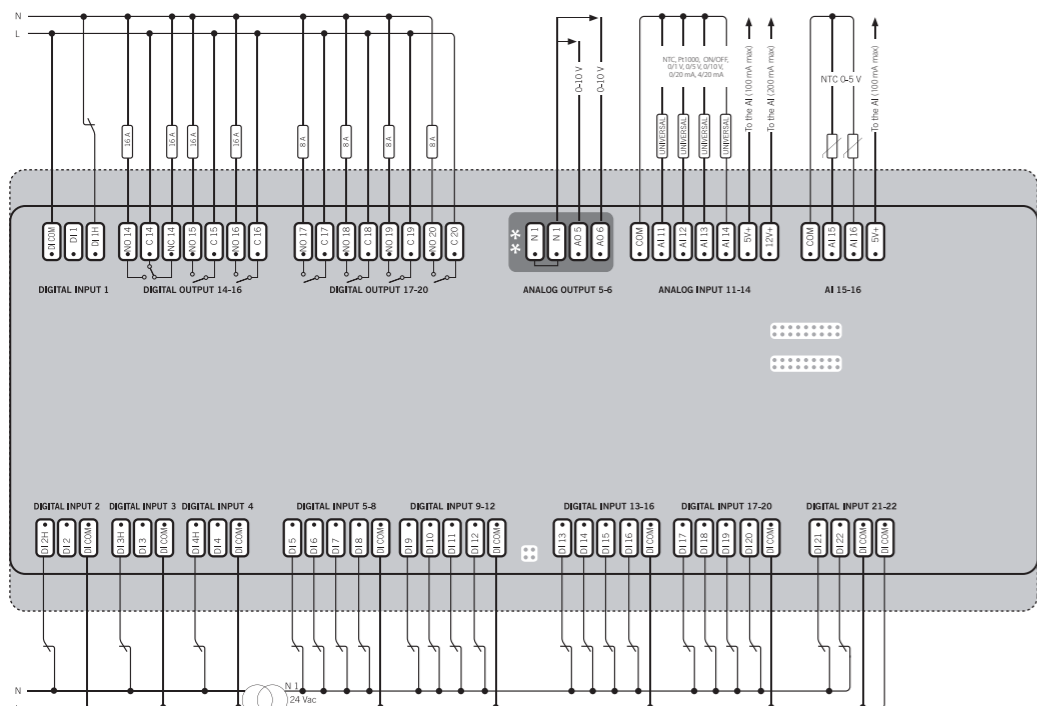 N
L
16 A
16 A
16 A
16 A
8 A
8 A
8 A
8 A
0-10 V
0-10 V
NTC, Pt1000, ON/OFF,
0/1 V, 0/5 V, 0/10 V,
0/20 mA, 4/20 mA
UNIVERSAL
UNIVERSAL
UNIVERSAL
UNIVERSAL
To the AI (100 mA max)
To the AI (200 mA max)
NTC 0-5 V
To the AI (100 mA max)
DI COM
DI 1
DI 1H
NO 14
C 14
NC 14
NO 15
C 15
NO 16
C 16
NO 17
C 17
NO 18
C 18
NO 19
C 19
NO 20
C 20
* *
N 1
N 1
AO 5
AO 6
COM
AI 11
AI 12
AI 13
AI 14
5V+
12V+
COM
AI 15
AI 16
5V+
DIGITAL INPUT 1
DIGITAL OUTPUT 14-16
DIGITAL OUTPUT 17-20
ANALOG OUTPUT 5-6
ANALOG INPUT 11-14
AI 15-16
DIGITAL INPUT 2
DIGITAL INPUT 3
DIGITAL INPUT 4
DIGITAL INPUT 5-8
DIGITAL INPUT 9-12
DIGITAL INPUT 13-16
DIGITAL INPUT 17-20
DIGITAL INPUT 21-22
DI 2H
DI 2
DI COM
DI 3H
DI 3
DI COM
DI 4H
DI 4
DI COM
DI 5
DI 6
DI 7
DI 8
DI COM
DI 9
DI 10
DI 11
DI 12
DI COM
DI 13
DI 14
DI 15
DI 16
DI COM
DI 17
DI 18
DI 19
DI 20
DI COM
DI 21
DI 22
DI COM
DI COM
N
N 1
24 Vac